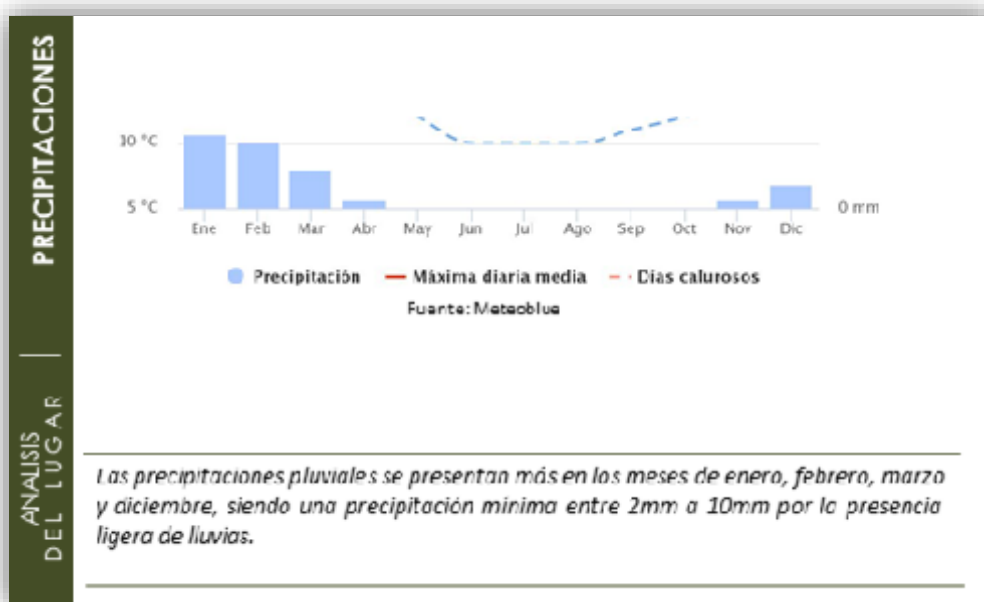 PRECIPITACIONES
ANALISIS
DEL LUGAR
10 °C
5 °C
0 mm
Ene Feb Mar Abr May Jun Jul Ago Sep Oct Nov Dic
Precipitación Máxima diaria media Días calurosos
Fuente: Meteoblue
Las precipitaciones pluviales se presentan más en los meses de enero, febrero, marzo
y diciembre, siendo una precipitación minima entre 2mm a 10mm por la presencia
ligera de lluvias.